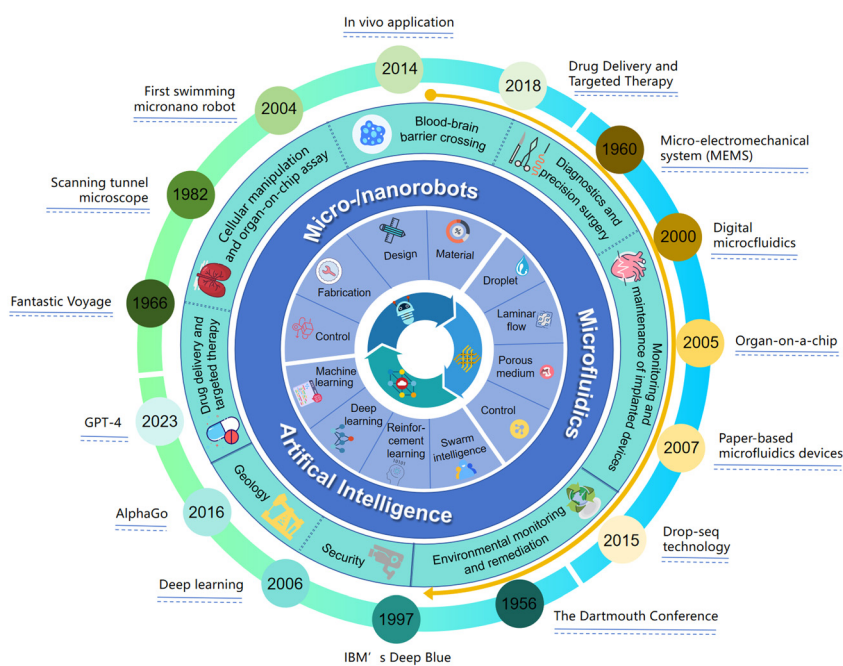 In vivo application
2014
2018
Drug Delivery and
Targeted Therapy
1960
Micro-electromechanical
system (MEMS)
2000
Digital
microfluidics
2005
Organ-on-a-chip
2007
Paper-based
microfluidics devices
2015
Drop-seq
technology
1956
The Dartmouth Conference
1997
IBM' s Deep Blue
2006
Deep learning
2016
AlphaGo
2023
GPT-4
1966
Fantastic Voyage
1982
Scanning tunnel
microscope
2004
First swimming
micronano robot
Blood-brain
barrier crossing
Diagnostics and
precision surgery
Monitoring and
maintenance of implanted devices
Environmental monitoring
and remediation
Security
Geology
Drug delivery and
targeted therapy
Cellular manipulation
and organ-on-chip assay
Micro-/nanorobots
Microfluidics
Artifical Intelligence
Design
Material
Fabrication
Control
Droplet
Laminar
flow
Porous
medium
Control
Machine
learning
Deep
learning
Reinfor-
cement
learning
Swarm
intelligence